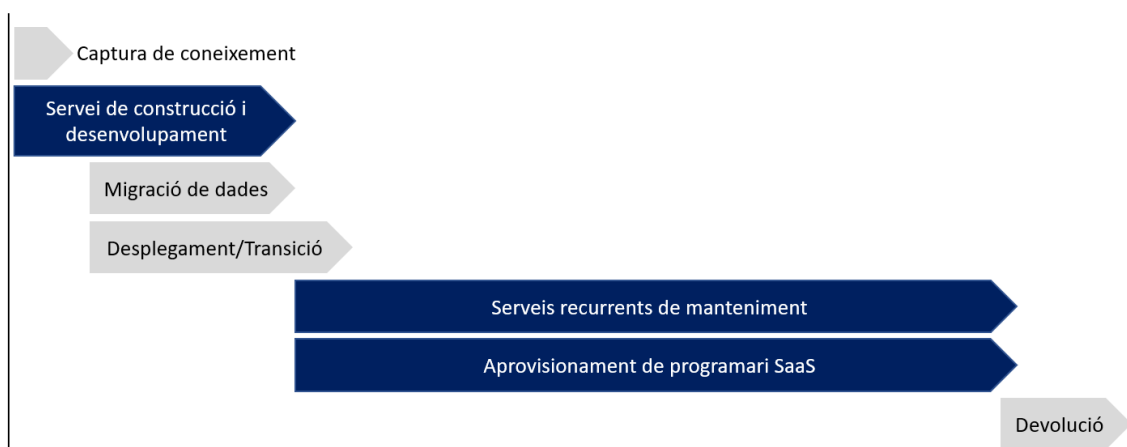 Captura de coneixement
Servei de construcció i
desenvolupament
Migració de dades
Desplegament/Transició
Serveis recurrents de manteniment
Aprovisionament de programari SaaS
Devolució